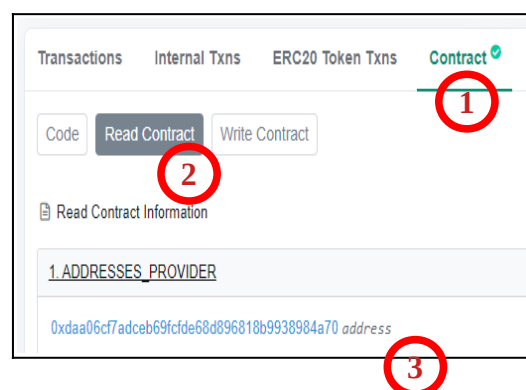 Transactions Internal Txns ERC20 Token Txns Contract
1
Code Read Contract Write Contract
2
Read Contract Information
1. ADDRESSES_PROVIDER
0xdaa06cf7adceb69fcfde68d896818b9938984a70 address
3